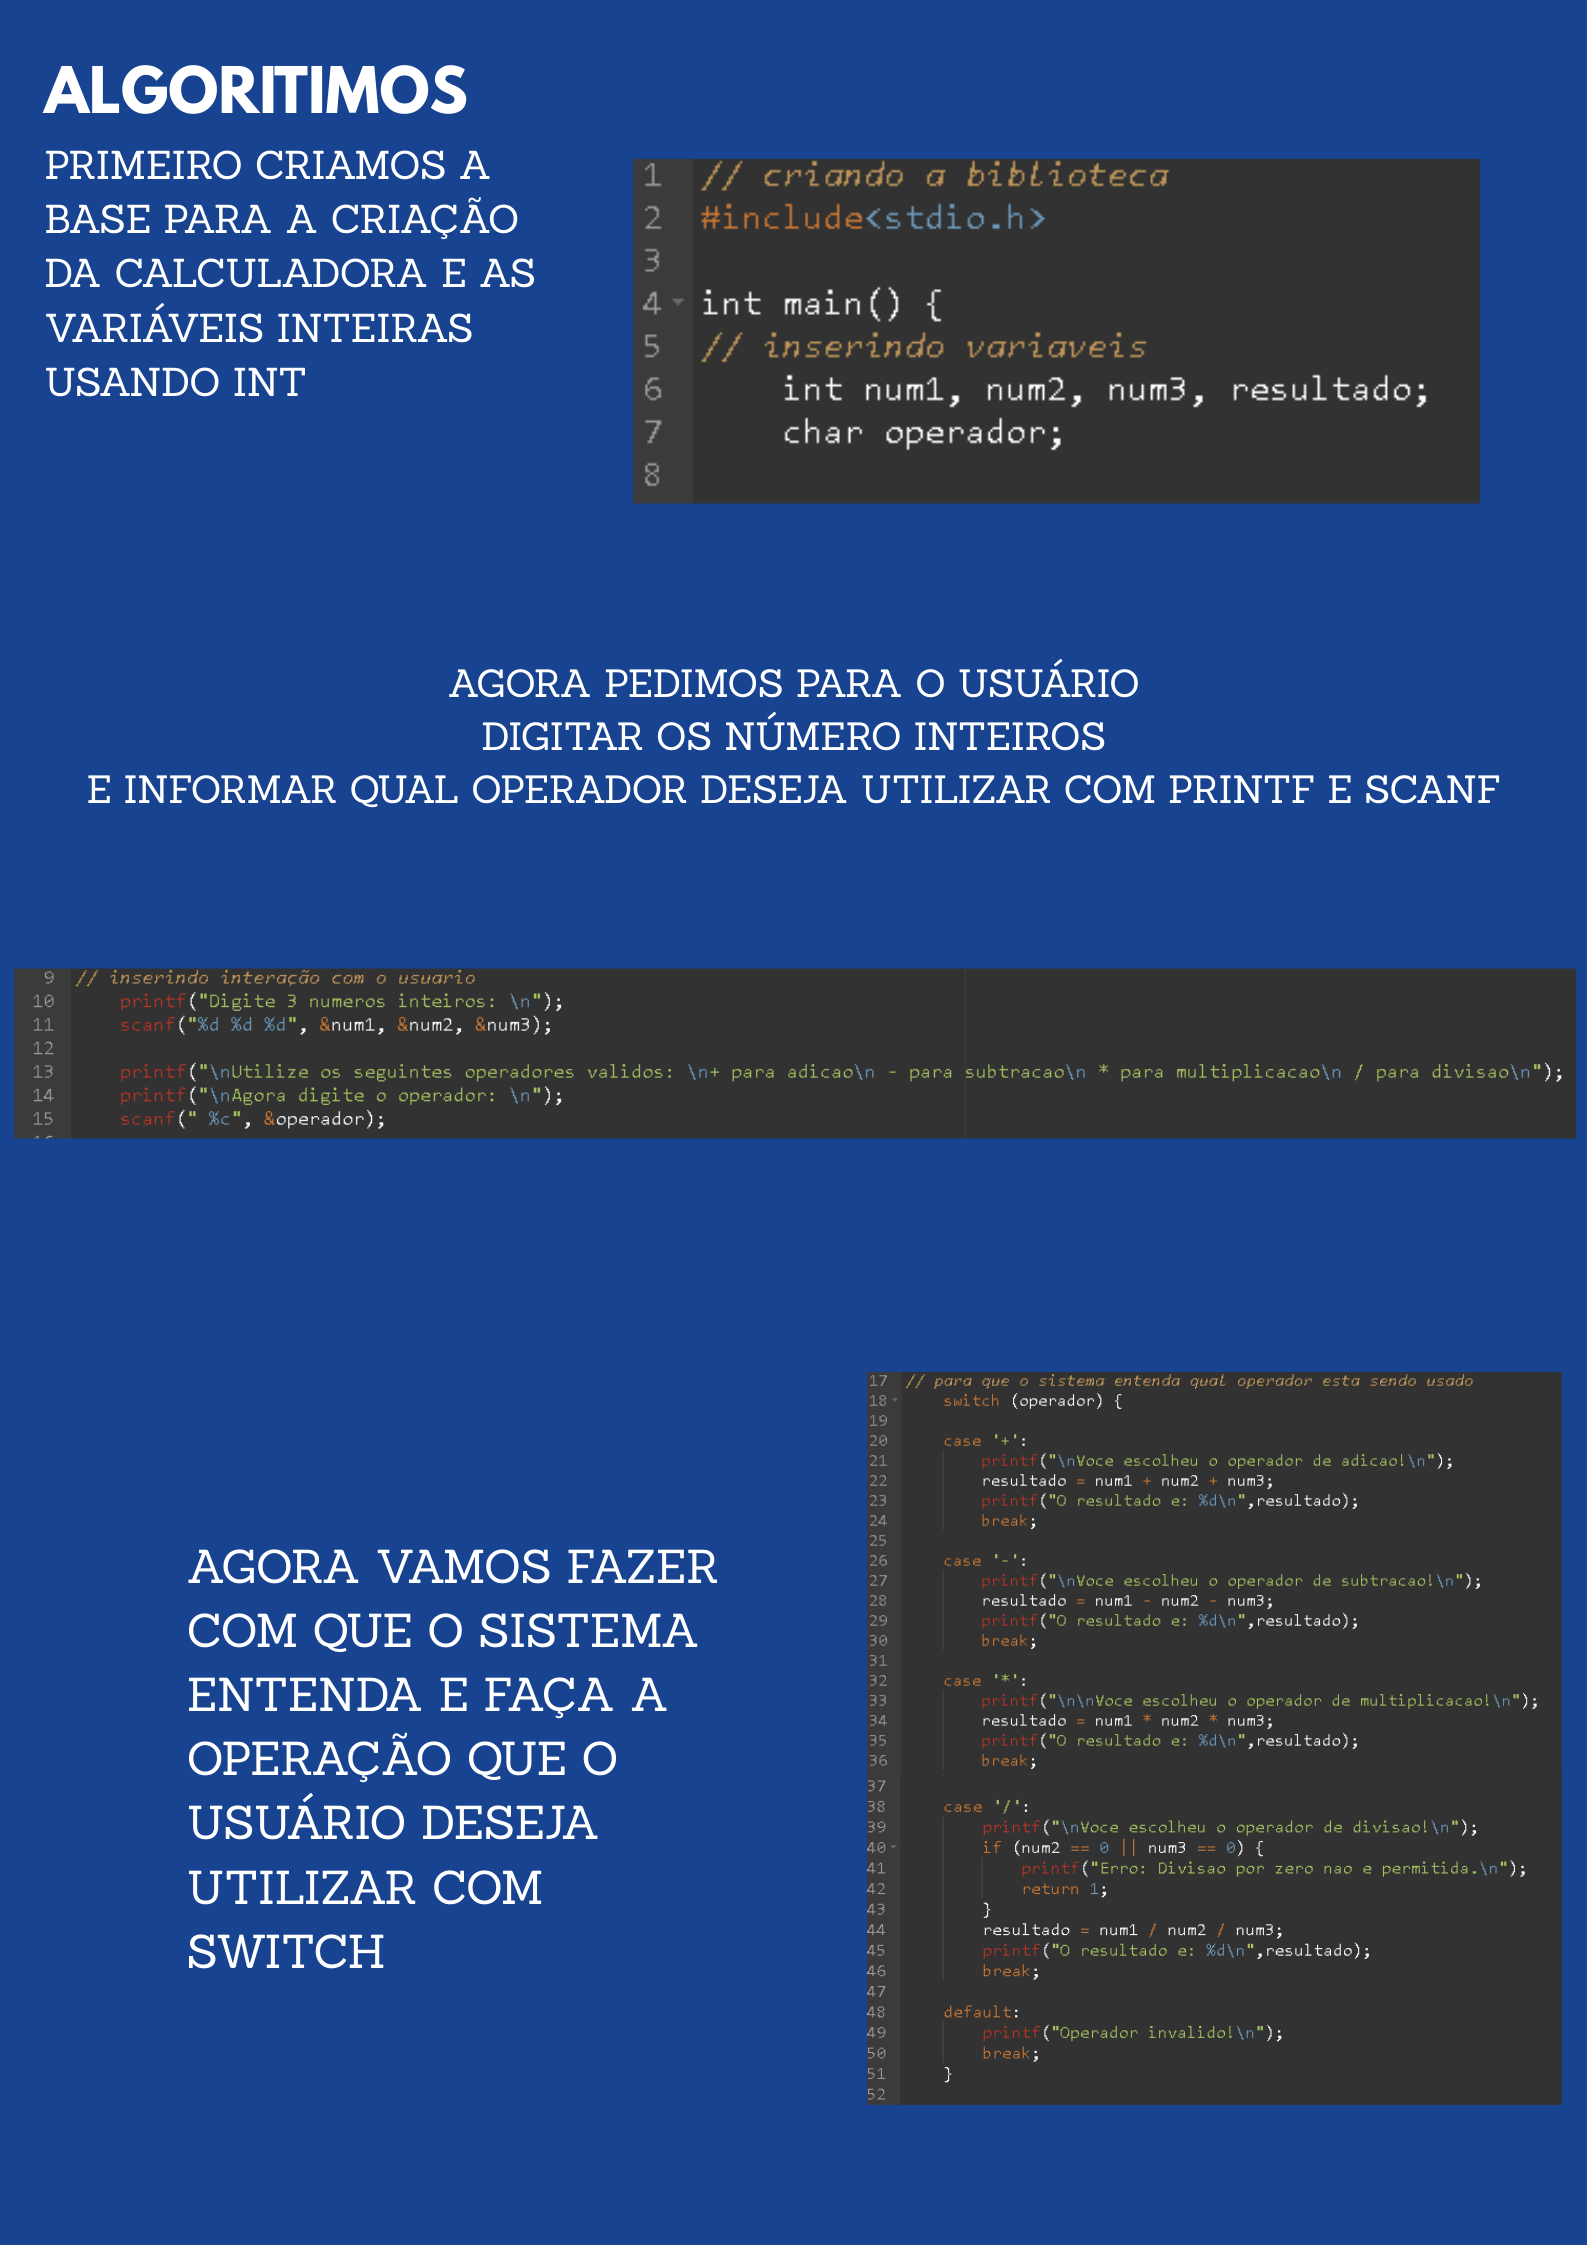 ALGORITIMOS
PRIMEIRO CRIAMOS A
BASE PARA A CRIAÇÃO
DA CALCULADORA E AS
VARIÁVEIS INTEIRAS
USANDO INT
1 // criando a biblioteca
2 #include<stdio.h>
3
4 int main() {
5 // inserindo variaveis
6     int num1, num2, num3, resultado;
7     char operador;
8
AGORA PEDIMOS PARA O USUÁRIO
DIGITAR OS NÚMERO INTEIROS
E INFORMAR QUAL OPERADOR DESEJA UTILIZAR COM PRINTF E SCANF
9 // inserindo interação com o usuario
10     printf("Digite 3 numeros inteiros: \n");
11     scanf("%d %d %d", &num1, &num2, &num3);
12
13     printf("\nUtilize os seguintes operadores validos: \n+ para adicao\n - para subtracao\n * para multiplicacao\n / para divisao\n");
14     printf("\nAgora digite o operador: \n");
15     scanf(" %c", &operador);
AGORA VAMOS FAZER
COM QUE O SISTEMA
ENTENDA E FAÇA A
OPERAÇÃO QUE O
USUÁRIO DESEJA
UTILIZAR COM
SWITCH
17 // para que o sistema entenda qual operador esta sendo usado
18     switch (operador) {
19
20     case '+':
21         printf("\nVoce escolheu o operador de adicao!\n");
22         resultado = num1 + num2 + num3;
23         printf("O resultado e: %d\n",resultado);
24         break;
25
26     case '-':
27         printf("\nVoce escolheu o operador de subtracao!\n");
28         resultado = num1 - num2 - num3;
29         printf("O resultado e: %d\n",resultado);
30         break;
31
32     case '*':
33         printf("\n\nVoce escolheu o operador de multiplicacao!\n");
34         resultado = num1 * num2 * num3;
35         printf("O resultado e: %d\n",resultado);
36         break;
37
38     case '/':
39         printf("\nVoce escolheu o operador de divisao!\n");
40         if (num2 == 0 || num3 == 0) {
41             printf("Erro: Divisao por zero nao e permitida.\n");
42             return 1;
43         }
44         resultado = num1 / num2 / num3;
45         printf("O resultado e: %d\n",resultado);
46         break;
47
48     default:
49         printf("Operador invalido!\n");
50         break;
51     }
52